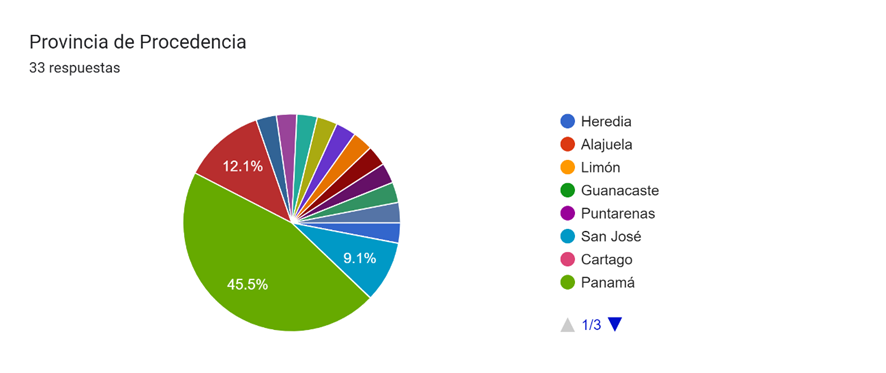 Provincia de Procedencia
33 respuestas
12.1%
9.1%
45.5%
Heredia
Alajuela
Limón
Guanacaste
Puntarenas
San José
Cartago
Panamá
1/3